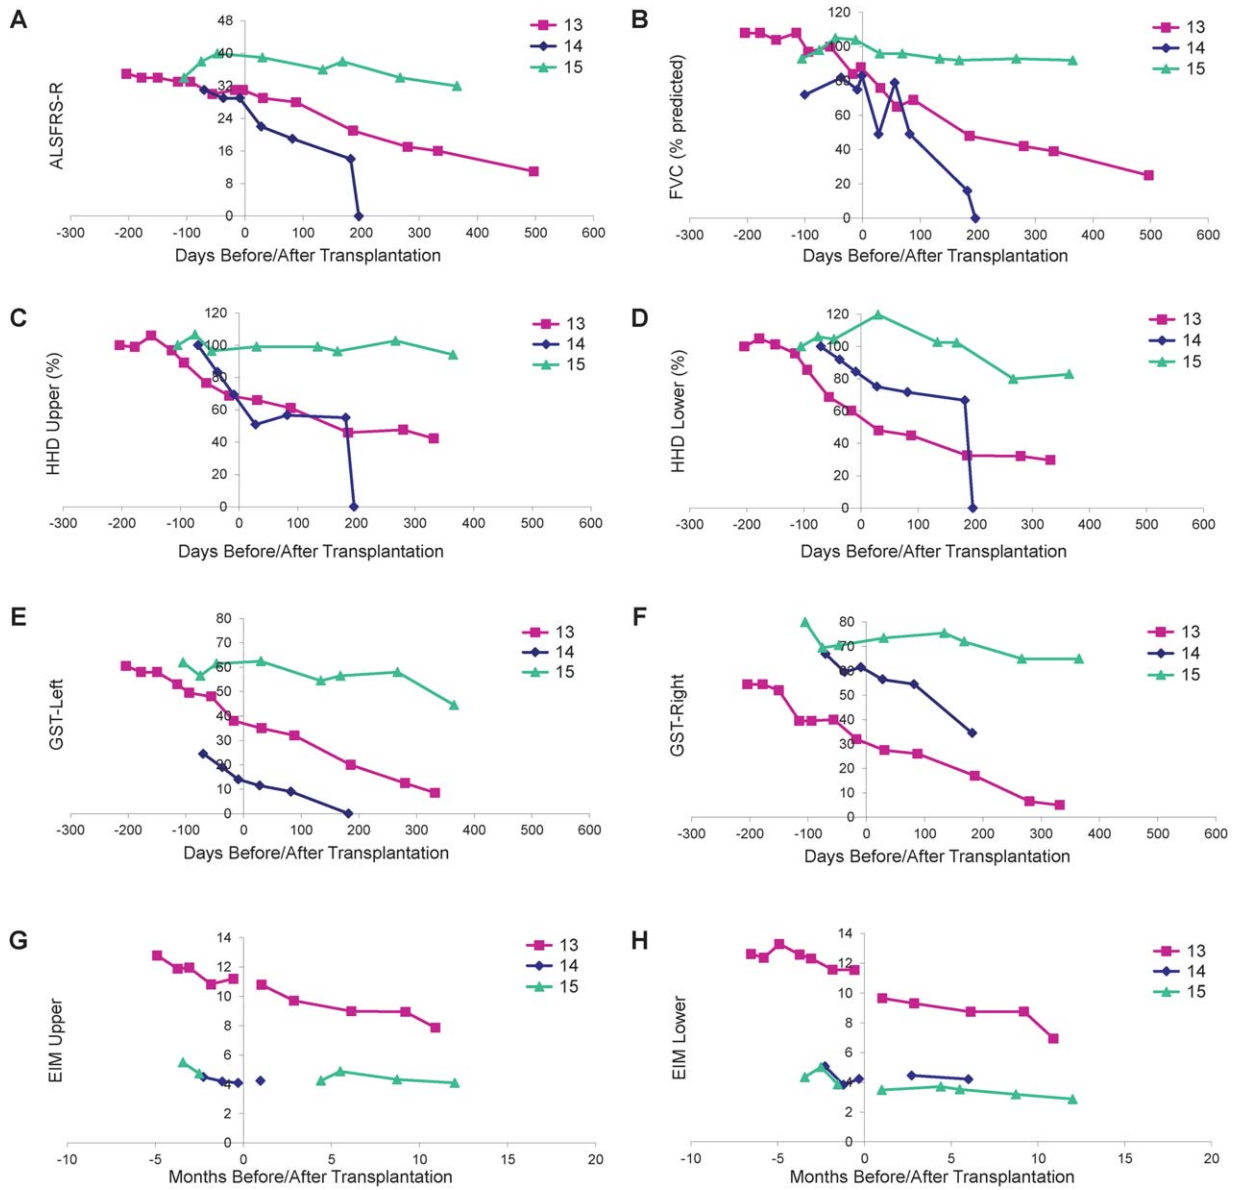 A
48
40
32
24
16
8
0
-300 -200 -100 0 100 200 300 400 500 600
ALSFRS-R
Days Before/After Transplantation
13
14
15
B
120
100
80
60
40
20
0
-300 -200 -100 0 100 200 300 400 500 600
FVC (% predicted)
Days Before/After Transplantation
13
14
15
C
120
100
80
60
40
20
0
-300 -200 -100 0 100 200 300 400 500 600
HHD Upper (%)
Days Before/After Transplantation
13
14
15
D
120
100
80
60
40
20
0
-300 -200 -100 0 100 200 300 400 500 600
HHD Lower (%)
Days Before/After Transplantation
13
14
15
E
80
70
60
50
40
30
20
10
0
-300 -200 -100 0 100 200 300 400 500 600
GST-Left
Days Before/After Transplantation
13
14
15
F
80
70
60
50
40
30
20
10
0
-300 -200 -100 0 100 200 300 400 500 600
GST-Right
Days Before/After Transplantation
13
14
15
G
14
12
10
8
6
4
2
0
-10 -5 0 5 10 15 20
EIM Upper
Months Before/After Transplantation
13
14
15
H
14
12
10
8
6
4
2
0
-10 -5 0 5 10 15 20
EIM Lower
Months Before/After Transplantation
13
14
15